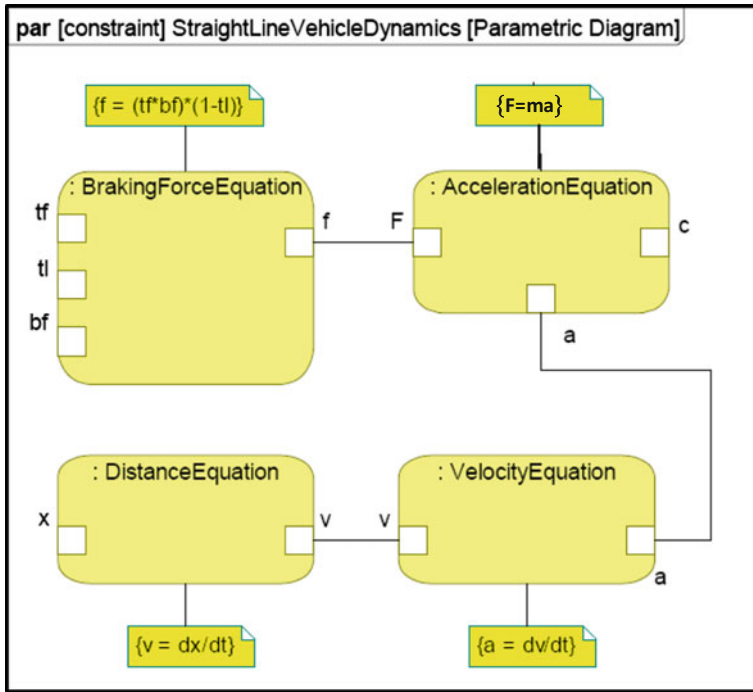 par [constraint] StraightLineVehicleDynamics [Parametric Diagram]
{f = (tf*bf)*(1-tl)}
{F=ma}
: BrakingForceEquation
: AccelerationEquation
tf
f
F
c
tl
bf
a
: DistanceEquation
: VelocityEquation
x
v
v
a
{v = dx/dt}
{a = dv/dt}